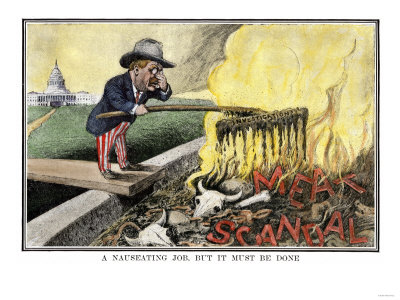 MEAT
SCANDAL
A NAUSEATING JOB, BUT IT MUST BE DONE